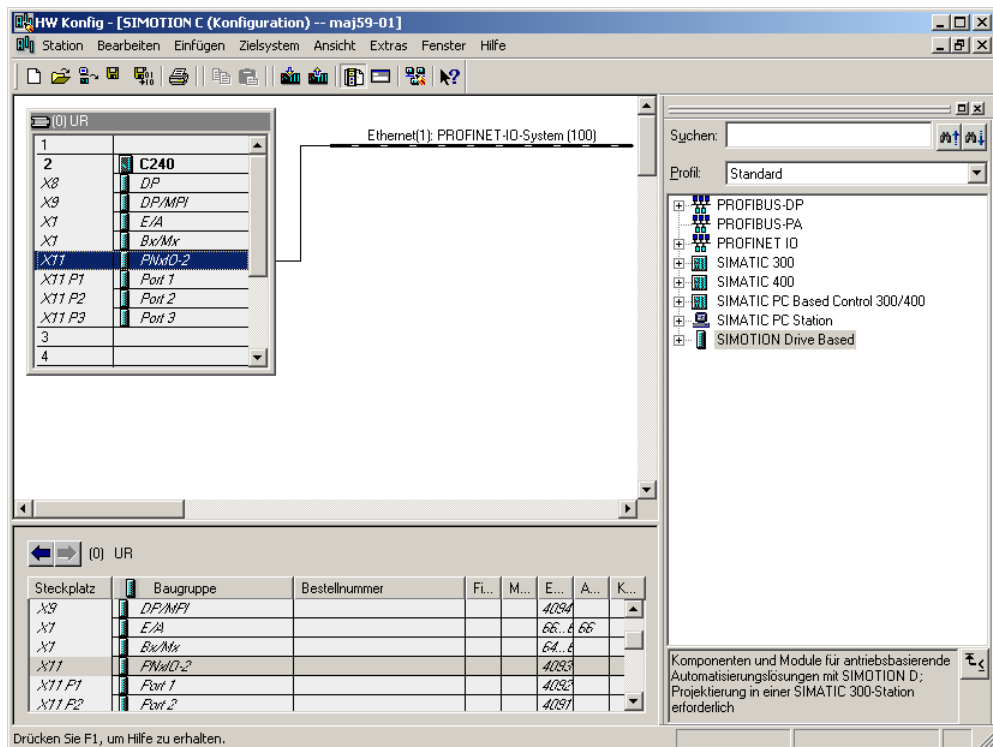 HW Konfig - [SIMOTION C (Konfiguration) -- maj59-01]
Station Bearbeiten Einfügen Zielsystem Ansicht Extras Fenster Hilfe
(0) UR
1
2 C240
X8 DP
X9 DP/MPI
X1 E/A
X1 Bx/Mx
X11 PNxIO-2
X11 P1 Port 1
X11 P2 Port 2
X11 P3 Port 3
3
4
Ethernet(1): PROFINET-IO-System (100)
Suchen:
Profil: Standard
PROFIBUS-DP
PROFIBUS-PA
PROFINET IO
SIMATIC 300
SIMATIC 400
SIMATIC PC Based Control 300/400
SIMATIC PC Station
SIMOTION Drive Based
(0) UR
Steckplatz Baugruppe Bestellnummer Fi... M... E... A... K...
X9 DP/MPI 4094
X1 E/A 66...6 66
X1 Bx/Mx 64...6
X11 PNxIO-2 4093
X11 P1 Port 1 4092
X11 P2 Port 2 4091
Komponenten und Module für antriebsbasierende
Automatisierungslösungen mit SIMOTION D;
Projektierung in einer SIMATIC 300-Station
erforderlich
Drücken Sie F1, um Hilfe zu erhalten.